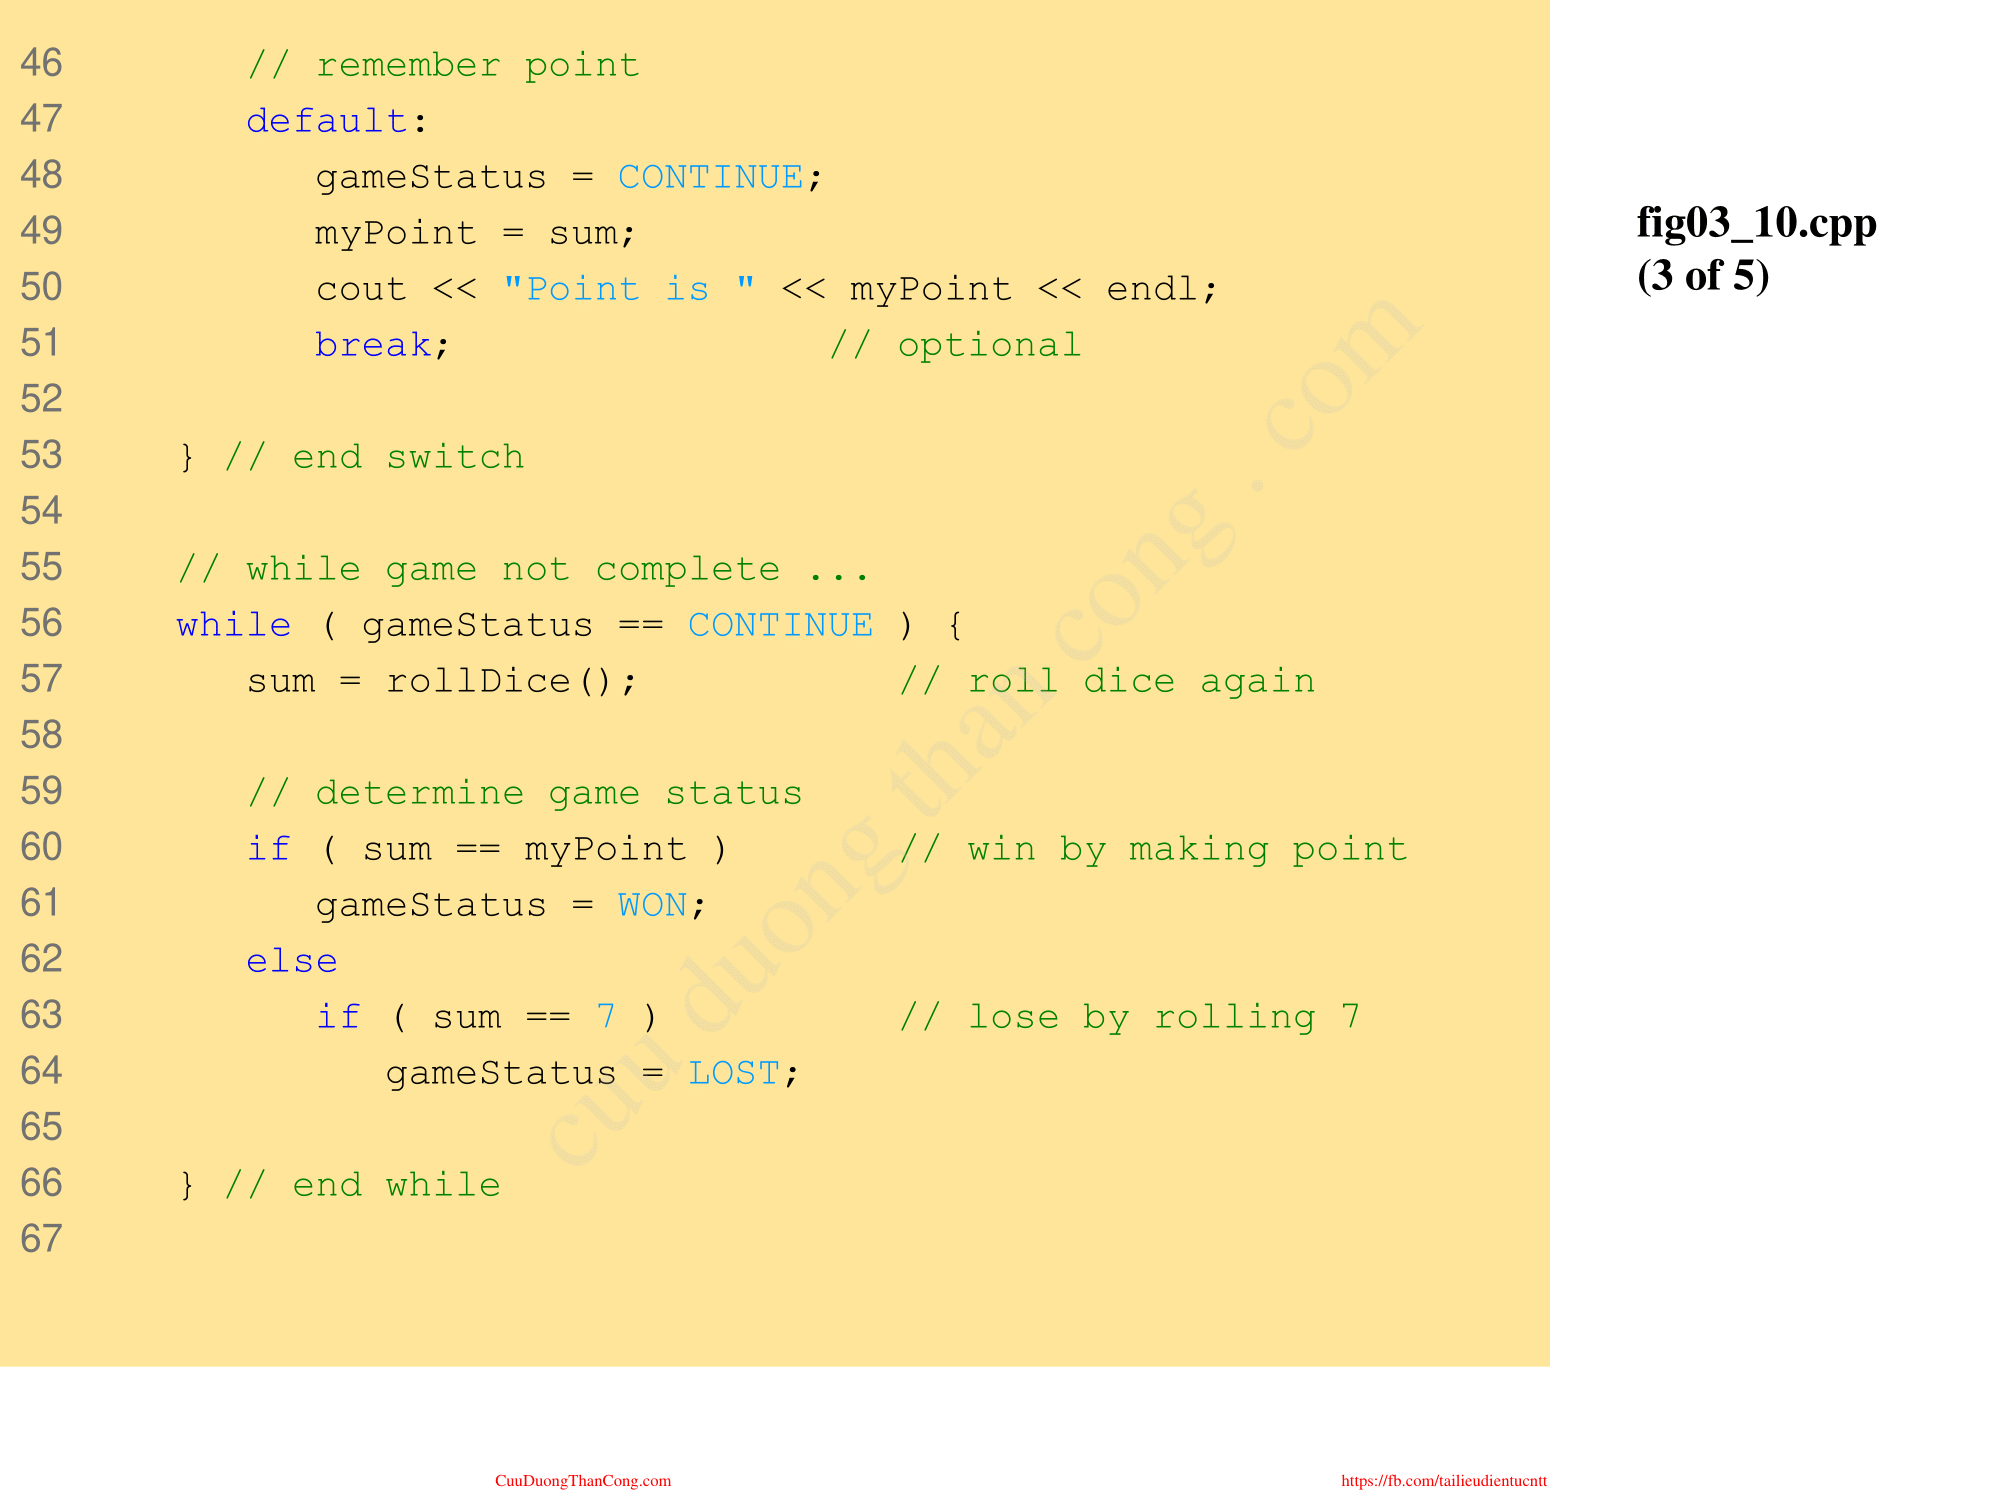 46         // remember point
47         default:
48            gameStatus = CONTINUE;
49            myPoint = sum;
50            cout << "Point is " << myPoint << endl;
51            break;                // optional
52
53      } // end switch
54
55      // while game not complete ...
56      while ( gameStatus == CONTINUE ) {
57         sum = rollDice();           // roll dice again
58
59         // determine game status
60         if ( sum == myPoint )       // win by making point
61            gameStatus = WON;
62         else
63            if ( sum == 7 )          // lose by rolling 7
64               gameStatus = LOST;
65
66      } // end while
67
fig03_10.cpp
(3 of 5)
cuu duong than cong . com
CuuDuongThanCong.com
https://fb.com/tailieudientucntt